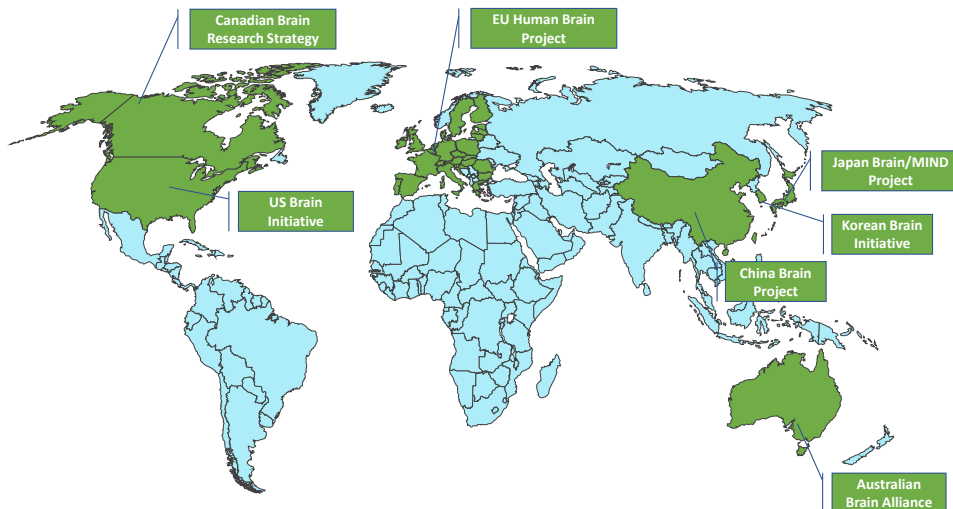 Canadian Brain
Research Strategy
EU Human Brain
Project
Japan Brain/MIND
Project
US Brain
Initiative
Korean Brain
Initiative
China Brain
Project
Australian
Brain Alliance